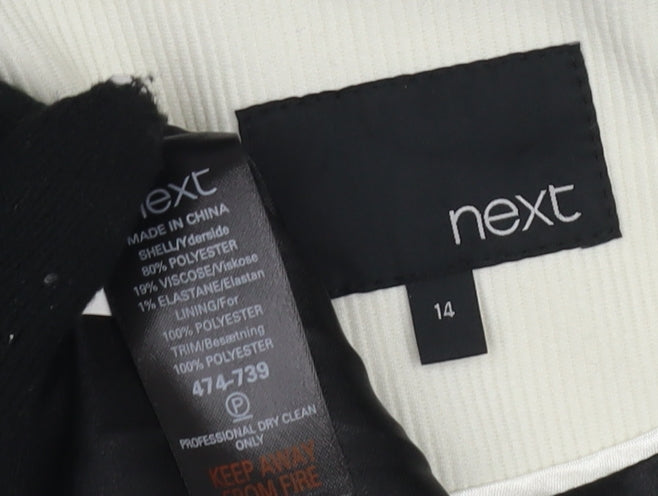 next
14
next
MADE IN CHINA
SHELL/Yderside
80% POLYESTER
19% VISCOSE/Viskose
1% ELASTANE/Elastan
LINING/For
100% POLYESTER
TRIM/Besætning
100% POLYESTER
474-739
P
PROFESSIONAL DRY CLEAN
ONLY
KEEP AWAY
FROM FIRE